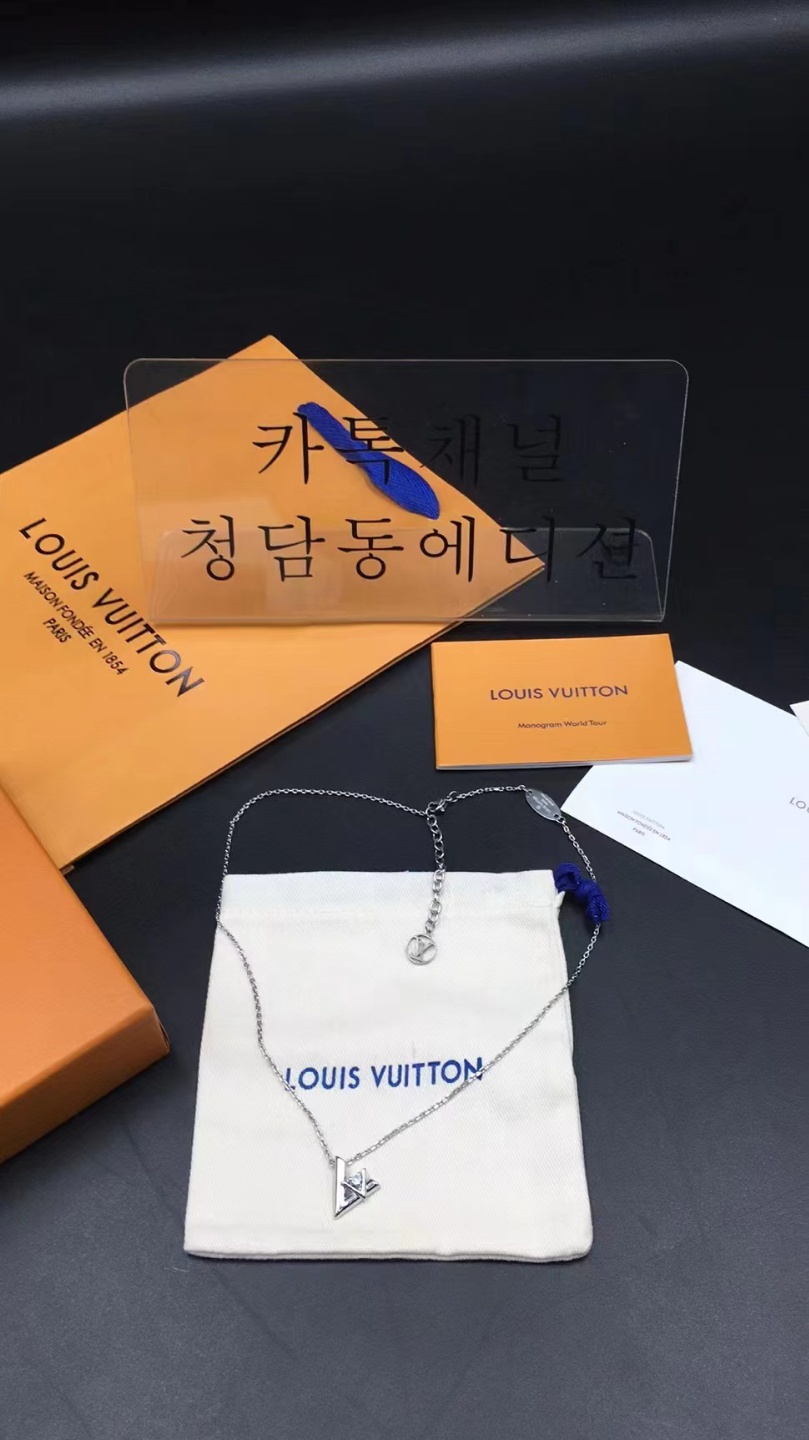 카톡채널
청담동에디션
LOUIS VUITTON
MAISON FONDÉE EN 1854
PARIS
LOUIS VUITTON
Monogram World Tour
PARIS
LOUIS VUITTON